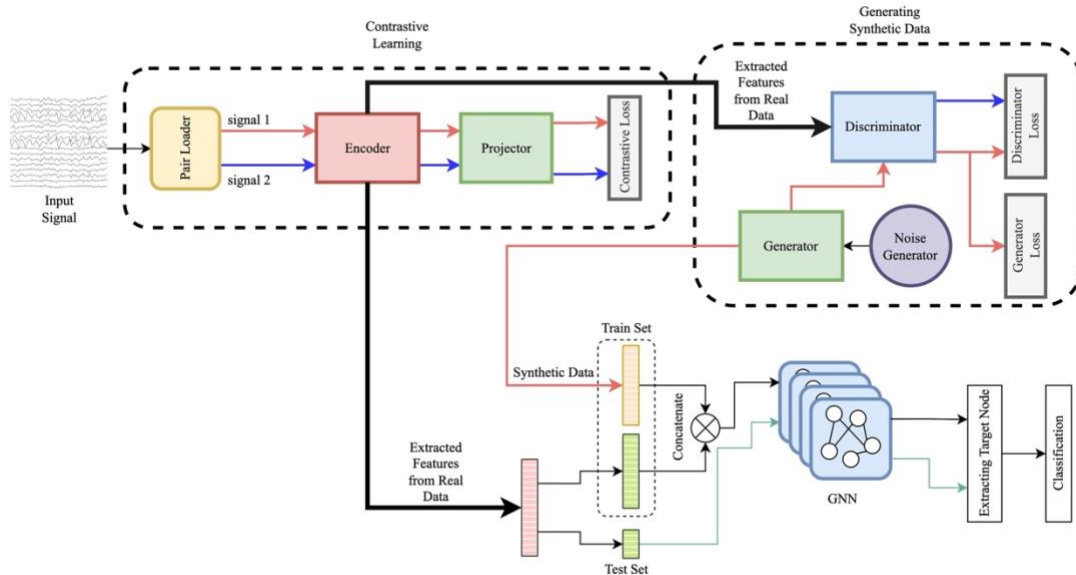 Contrastive
Learning
Generating
Synthetic Data
Input
Signal
Pair Loader
signal 1
signal 2
Encoder
Projector
Contrastive Loss
Extracted
Features
from Real
Data
Discriminator
Discriminator
Loss
Generator
Noise
Generator
Generator
Loss
Train Set
Synthetic Data
Concatenate
Extracted
Features
from Real
Data
Test Set
GNN
Extracting Target Node
Classification